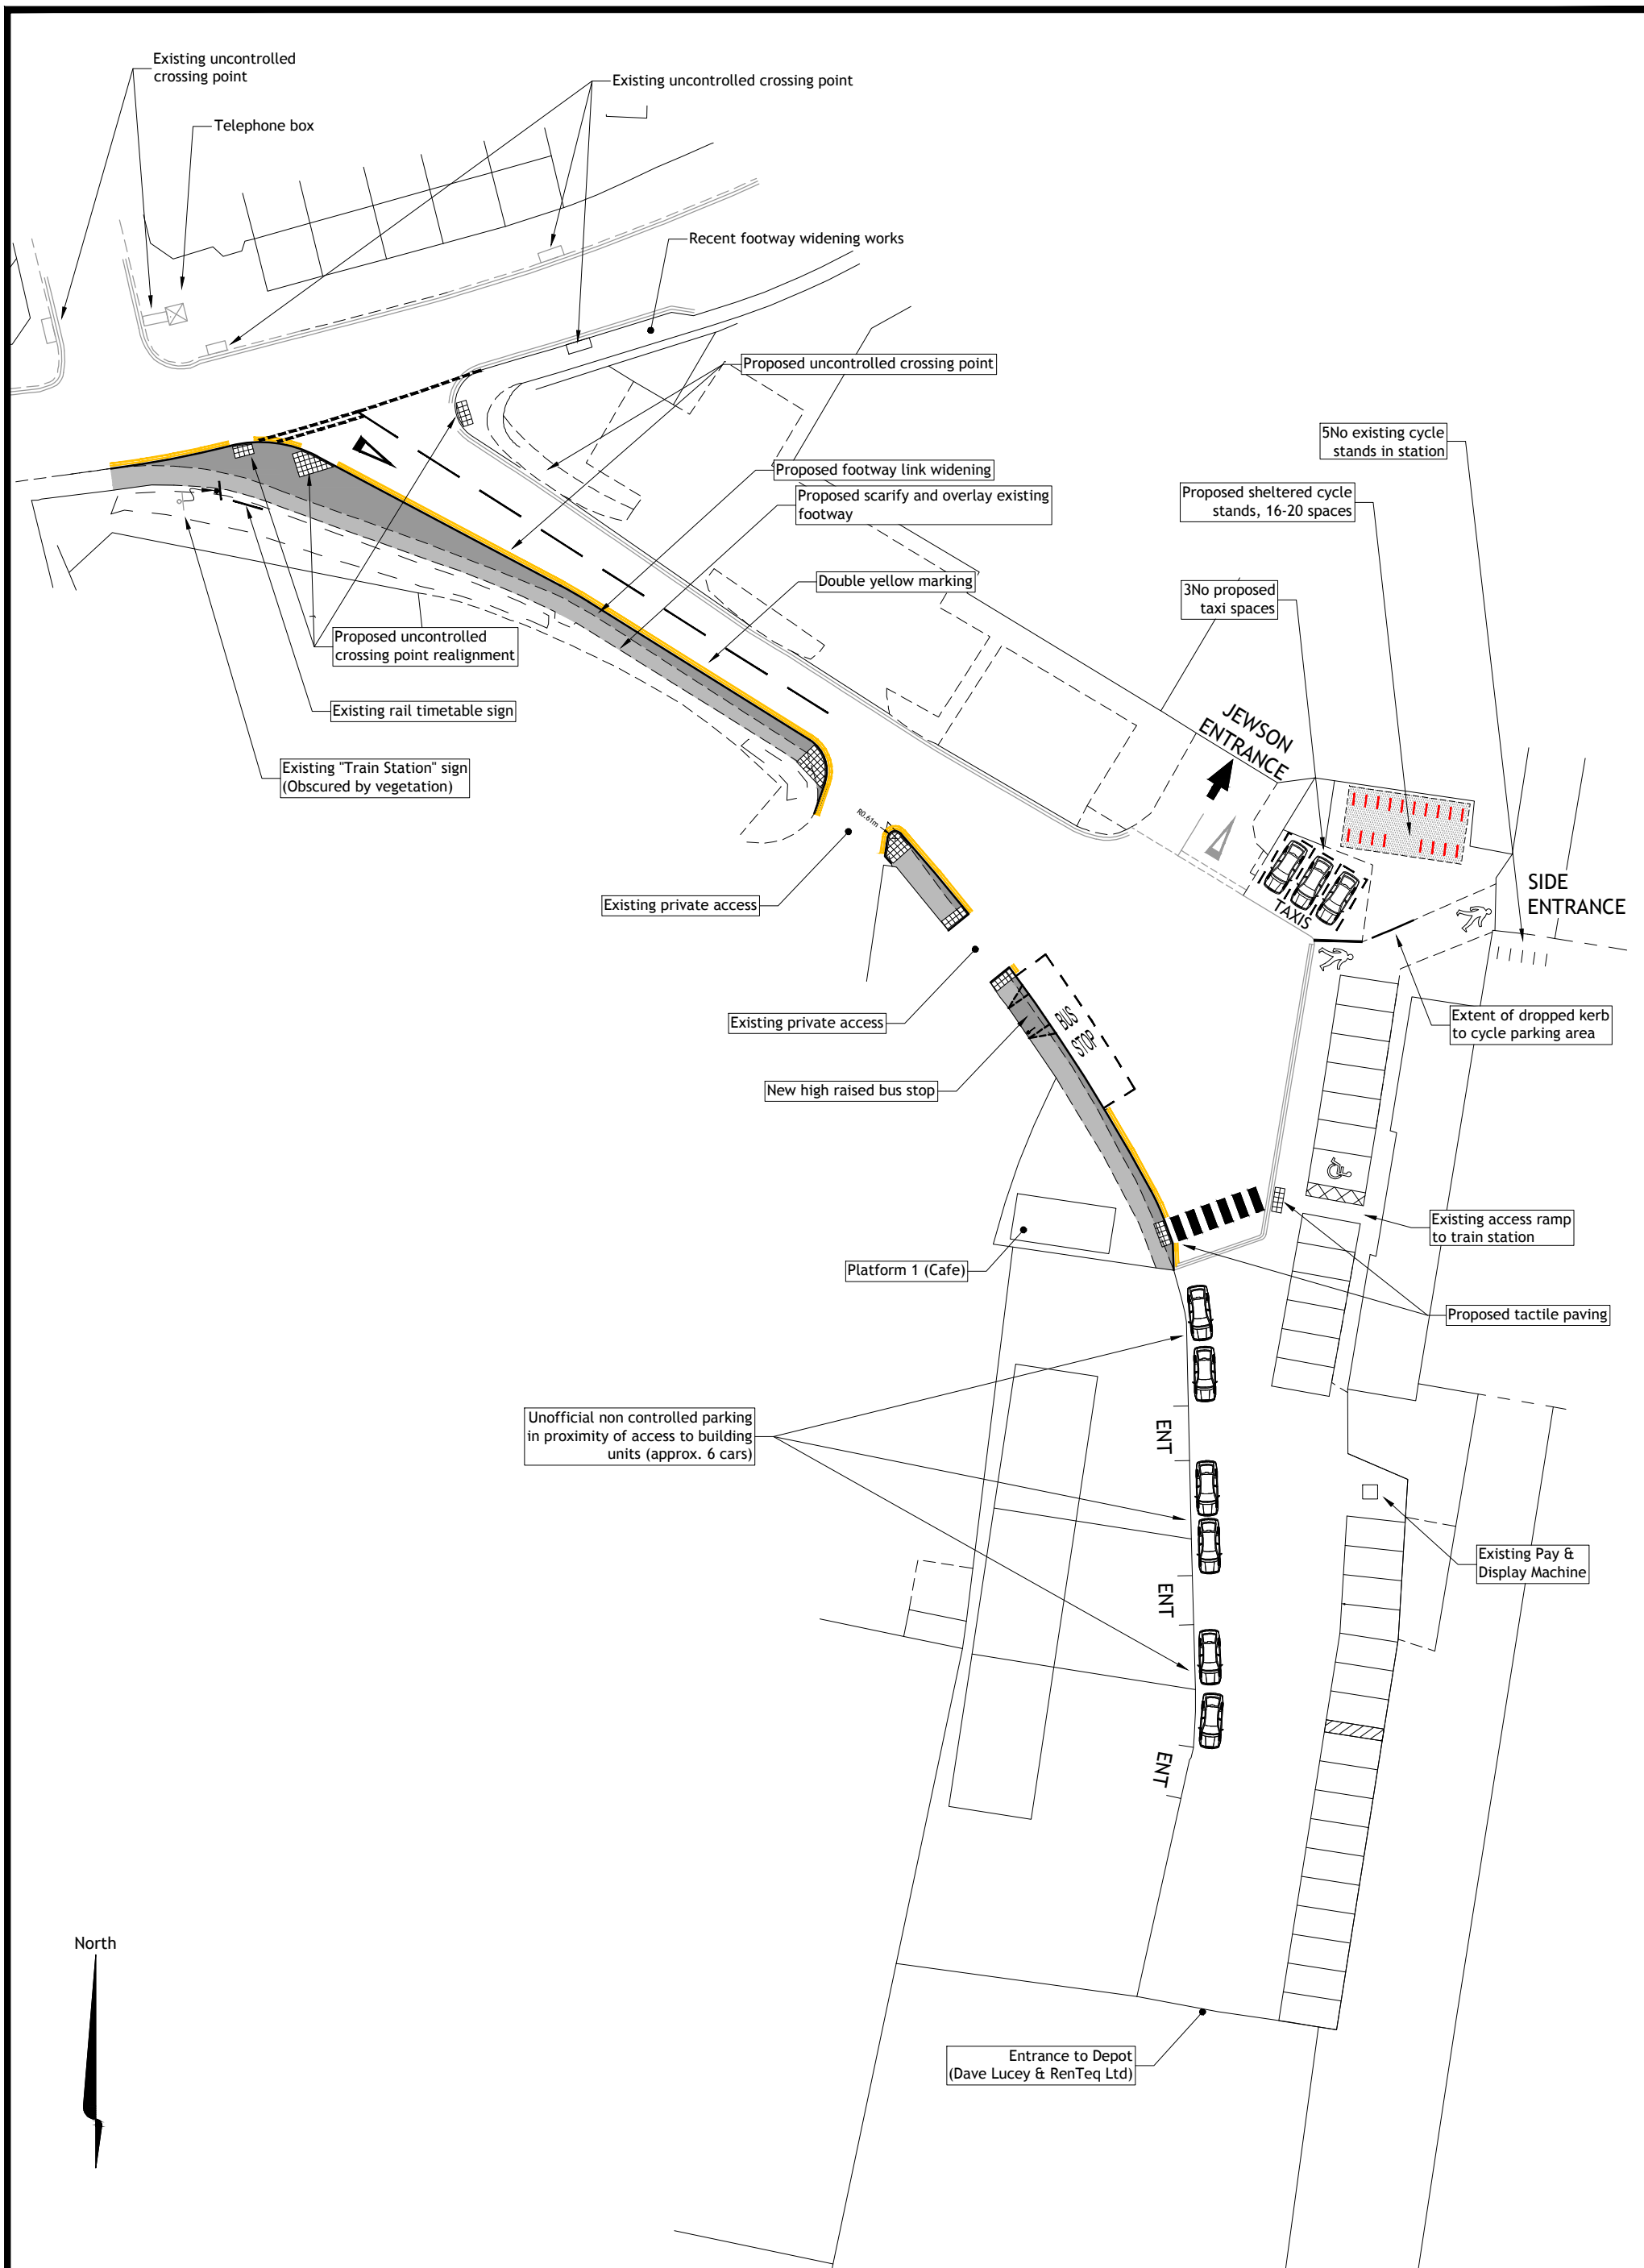 Existing uncontrolled
crossing point
Existing uncontrolled crossing point
Telephone box
Recent footway widening works
Proposed uncontrolled crossing point
5No existing cycle
stands in station
Proposed footway link widening
Proposed sheltered cycle
stands, 16-20 spaces
Proposed scarify and overlay existing
footway
Double yellow marking
3No proposed
taxi spaces
Proposed uncontrolled
crossing point realignment
Existing rail timetable sign
JEWSON
ENTRANCE
Existing "Train Station" sign
(Obscured by vegetation)
R0.61m
SIDE
ENTRANCE
TAXIS
Existing private access
Existing private access
BUS
STOP
Extent of dropped kerb
to cycle parking area
New high raised bus stop
Existing access ramp
to train station
Platform 1 (Cafe)
Proposed tactile paving
Unofficial non controlled parking
in proximity of access to building
units (approx. 6 cars)
ENT
Existing Pay &
Display Machine
ENT
ENT
North
Entrance to Depot
(Dave Lucey & RenTeq Ltd)